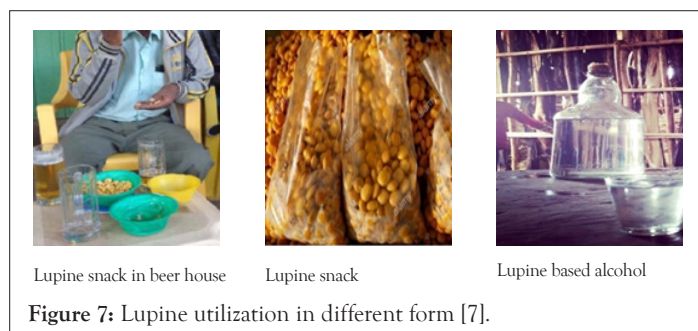 Lupine snack in beer house
Lupine snack
Lupine based alcohol
Figure 7: Lupine utilization in different form [7].